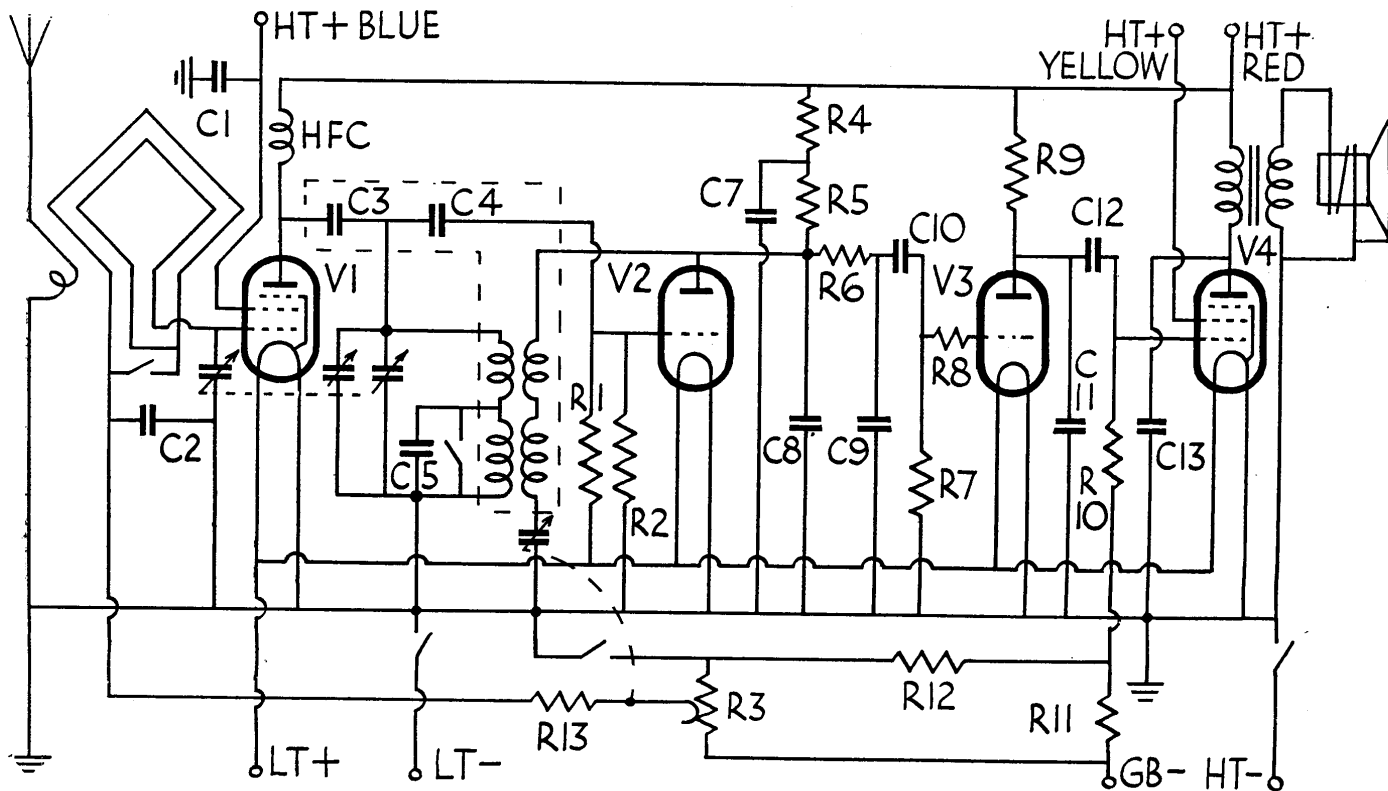 HT+ BLUE
HT+
YELLOW
HT+
RED
C1
HFC
R4
R9
C3
C4
C7
R5
C10
C12
V1
V2
R6
V3
V4
R8
C
11
R1
C2
C5
R2
C8
C9
R7
R
10
C13
R13
R3
R12
R11
LT+
LT-
GB-
HT-